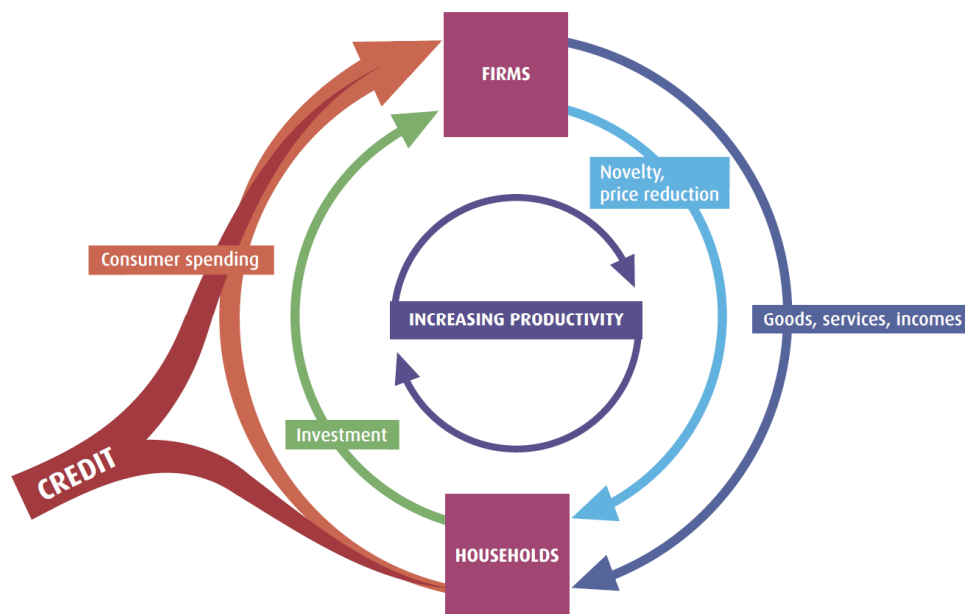 FIRMS
Novelty,
price reduction
Consumer spending
INCREASING PRODUCTIVITY
Goods, services, incomes
Investment
CREDIT
HOUSEHOLDS